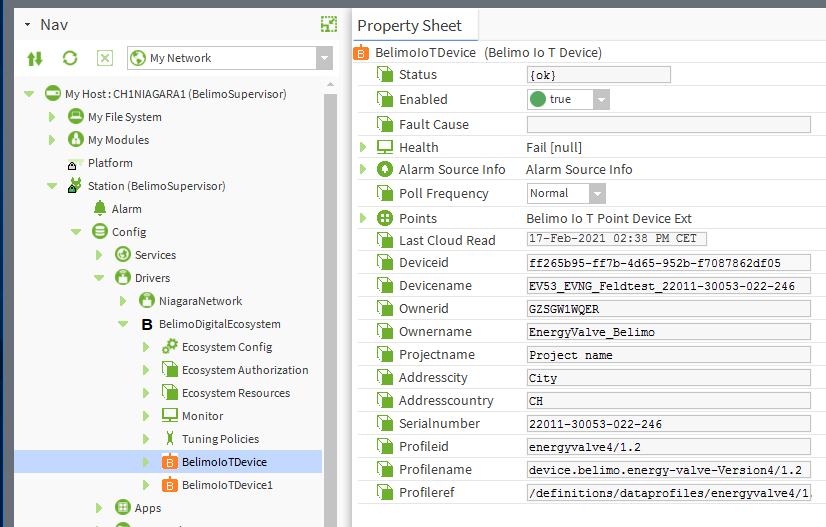 Nav
My Network
My Host : CH1NIAGARA1 (BelimoSupervisor)
My File System
My Modules
Platform
Station (BelimoSupervisor)
Alarm
Config
Services
Drivers
NiagaraNetwork
B BelimoDigitalEcosystem
Ecosystem Config
Ecosystem Authorization
Ecosystem Resources
Monitor
Tuning Policies
B BelimoIoTDevice
B BelimoIoTDevice1
Apps
Property Sheet
B BelimoIoTDevice (Belimo Io T Device)
Status {ok}
Enabled true
Fault Cause
Health Fail [null]
Alarm Source Info Alarm Source Info
Poll Frequency Normal
Points Belimo Io T Point Device Ext
Last Cloud Read 17-Feb-2021 02:38 PM CET
Deviceid ff265b95-ff7b-4d65-952b-f7087862df05
Devicename EV53_EVNG_Feldtest_22011-30053-022-246
Ownerid GZSGW1WQER
Ownername EnergyValve_Belimo
Projectname Project name
Addresscity City
Addresscountry CH
Serialnumber 22011-30053-022-246
Profileid energyvalve4/1.2
Profilename device.belimo.energy-valve-Version4/1.2
Profileref /definitions/dataprofiles/energyvalve4/1.